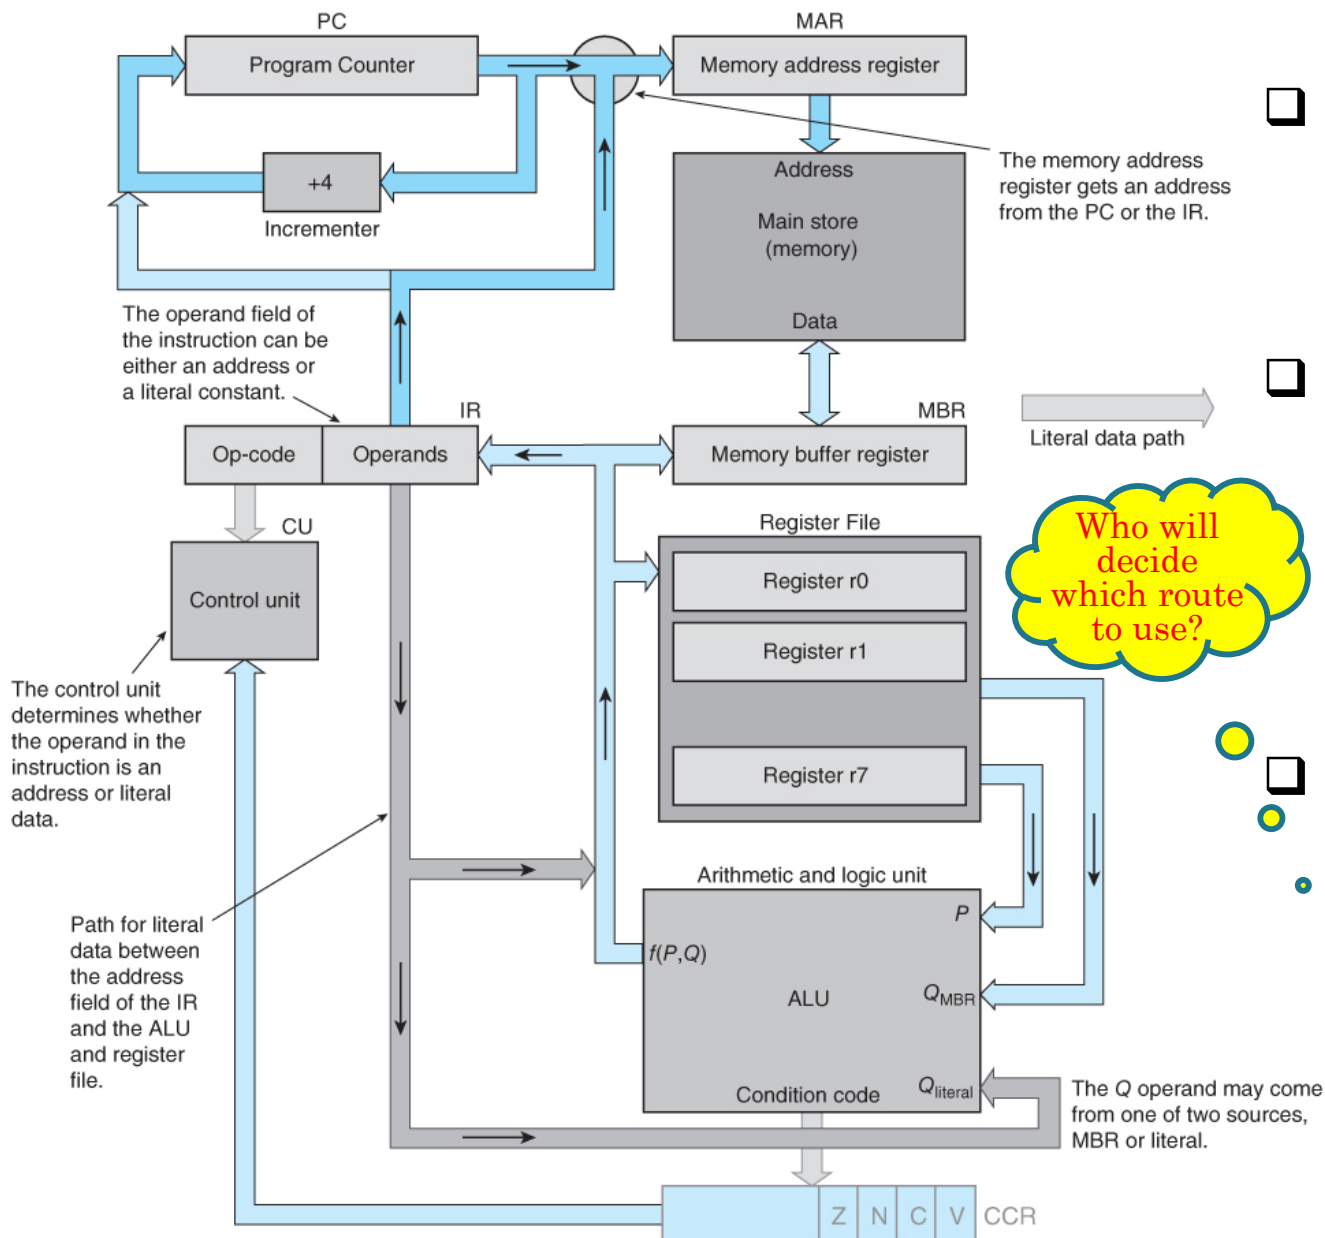 PC
MAR
Program Counter
Memory address register
The memory address
register gets an address
from the PC or the IR.
+4
Incrementer
Address
Main store
(memory)
Data
The operand field of
the instruction can be
either an address or
a literal constant.
IR
MBR
Literal data path
Op-code
Operands
Memory buffer register
CU
Control unit
Register File
Register r0
Register r1
Register r7
Who will
decide
which route
to use?
The control unit
determines whether
the operand in the
instruction is an
address or literal
data.
Arithmetic and logic unit
P
f(P,Q)
ALU
QMBR
Qliteral
Condition code
Path for literal
data between
the address
field of the IR
and the ALU
and register
file.
The Q operand may come
from one of two sources,
MBR or literal.
Z N C V CCR